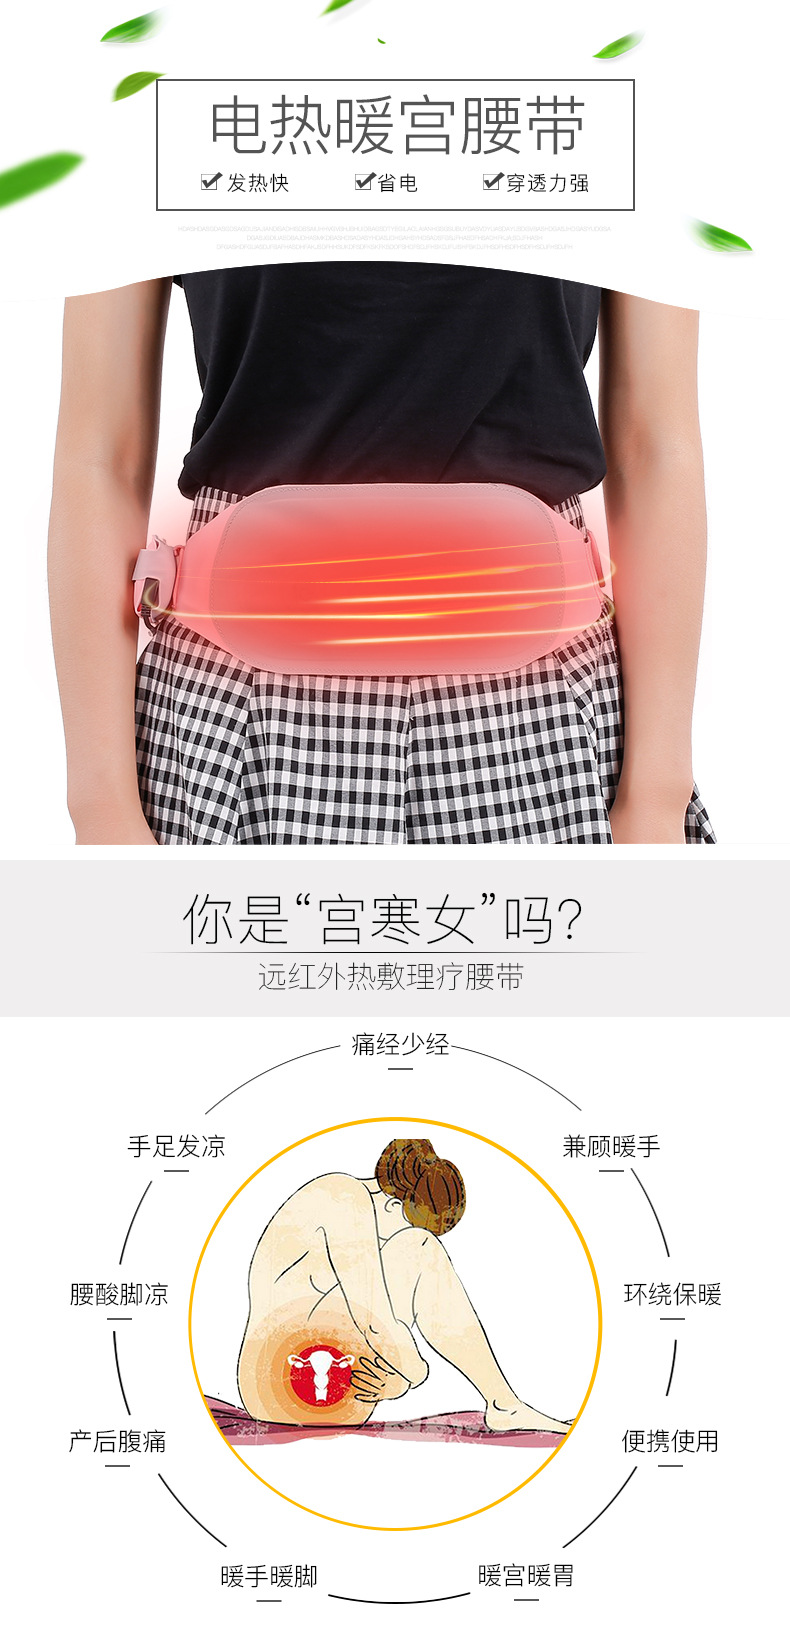 电热暖宫腰带
发热快 省电 穿透力强
你是“宫寒女”吗？
远红外热敷理疗腰带
痛经少经
手足发凉 兼顾暖手
腰酸脚凉 环绕保暖
产后腹痛 便携使用
暖手暖脚 暖宫暖胃